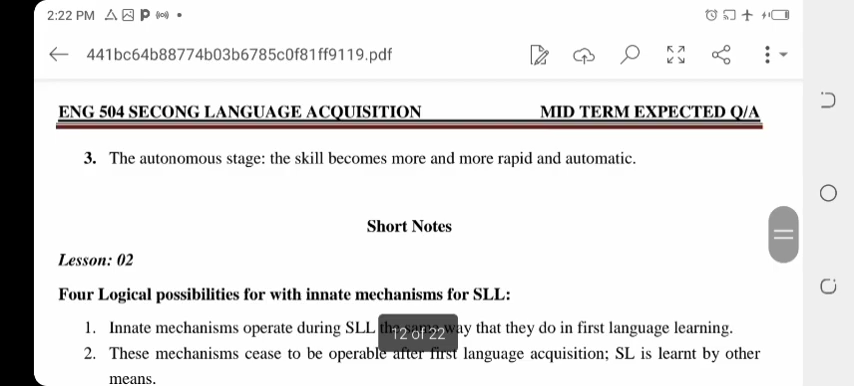 2:22 PM
441bc64b88774b03b6785c0f81ff9119.pdf
ENG 504 SECONG LANGUAGE ACQUISITION MID TERM EXPECTED Q/A
3. The autonomous stage: the skill becomes more and more rapid and automatic.
Short Notes
Lesson: 02
Four Logical possibilities for with innate mechanisms for SLL:
1. Innate mechanisms operate during SLL the same way that they do in first language learning.
12 of 22
2. These mechanisms cease to be operable after first language acquisition; SL is learnt by other
means.